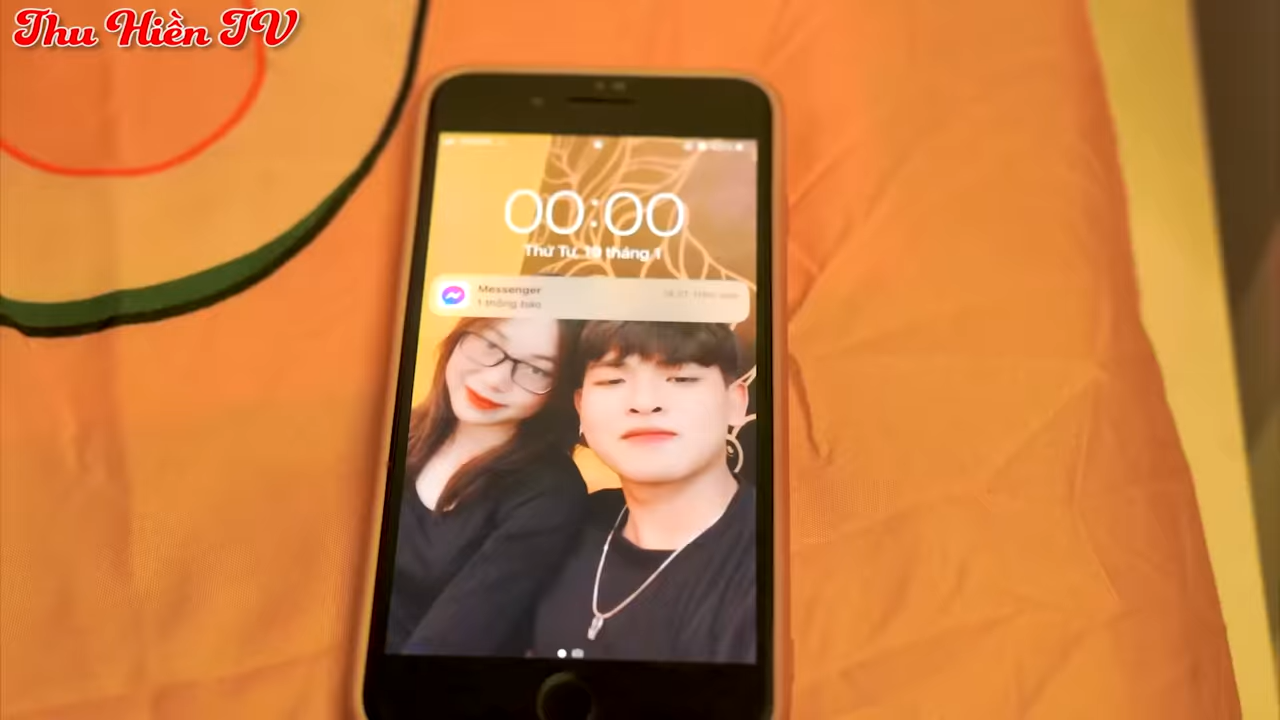 Thu Hiền TV
00:00
Thứ Tư, 19 tháng 1
Messenger
1 thông báo